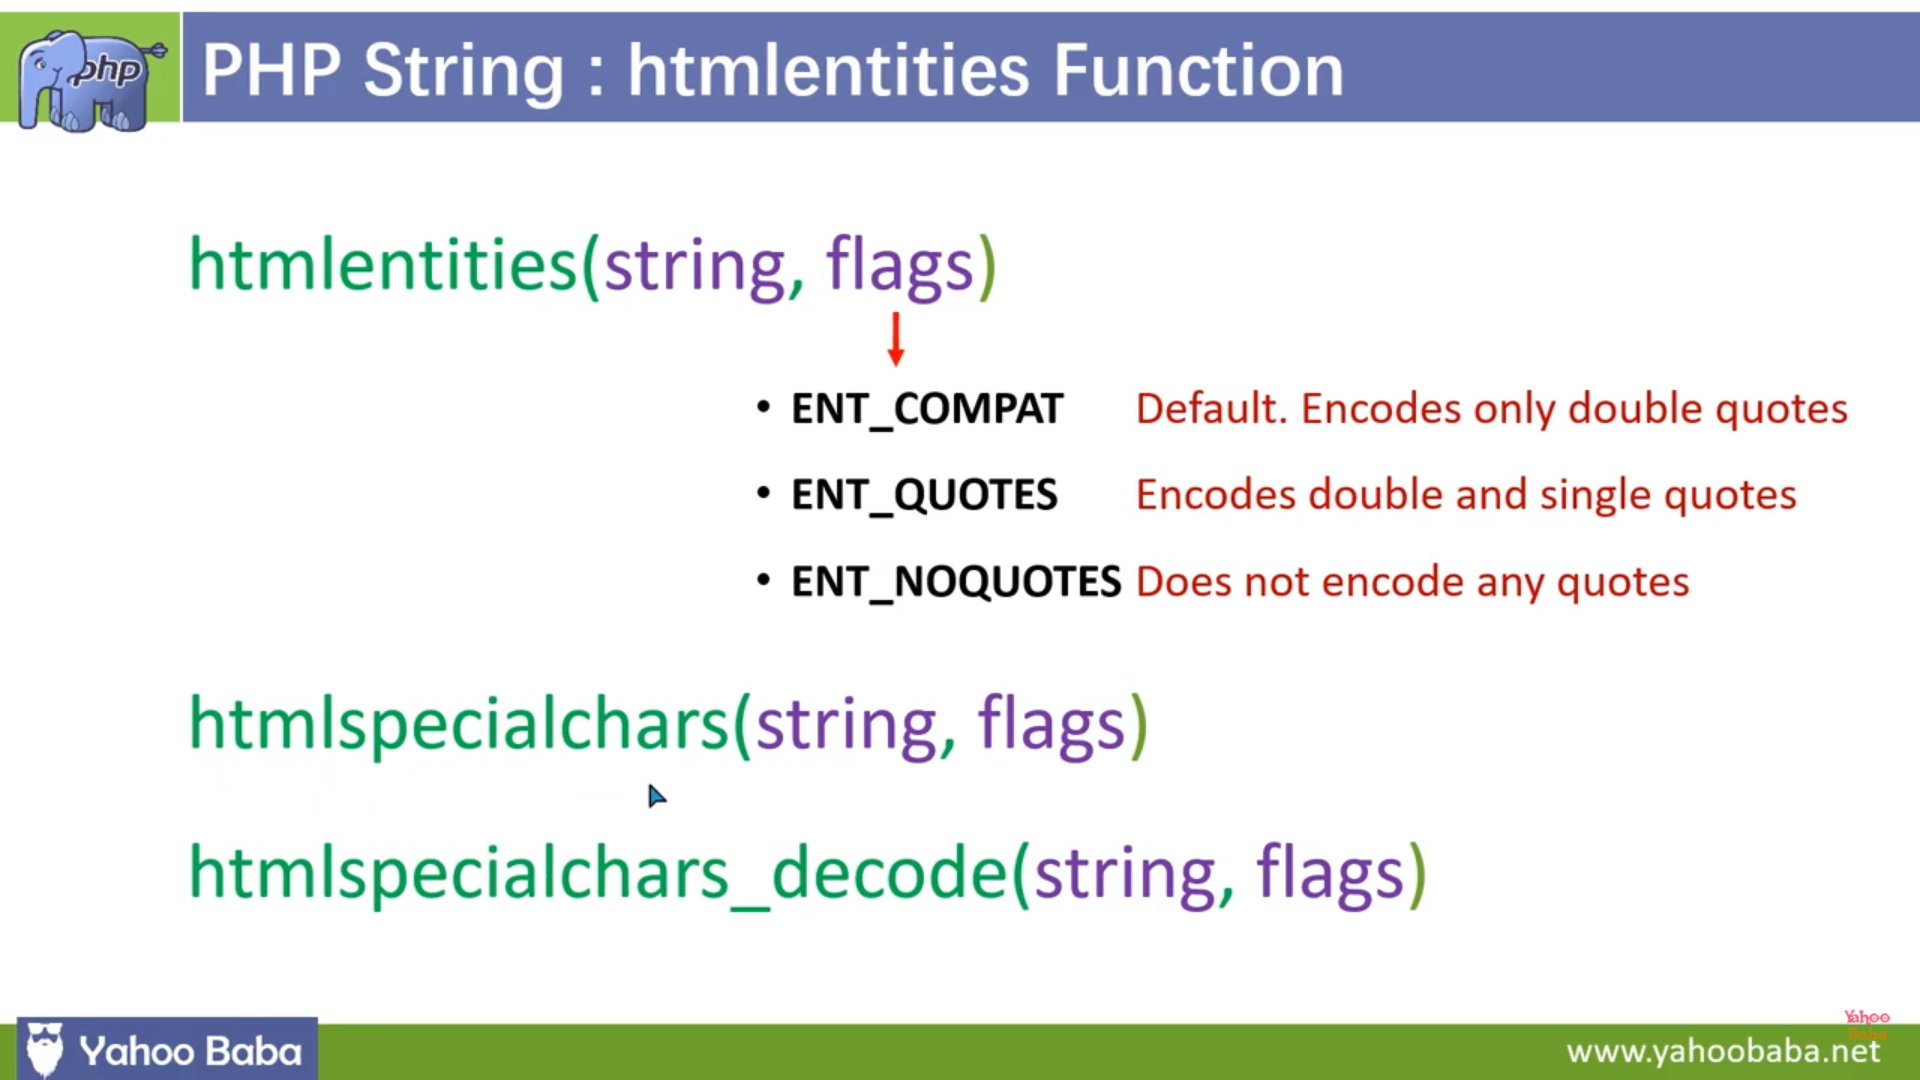 php
PHP String : htmlentities Function
htmlentities(string, flags)
• ENT_COMPAT Default. Encodes only double quotes
• ENT_QUOTES Encodes double and single quotes
• ENT_NOQUOTES Does not encode any quotes
htmlspecialchars(string, flags)
htmlspecialchars_decode(string, flags)
Yahoo
Baba
Yahoo Baba
www.yahoobaba.net